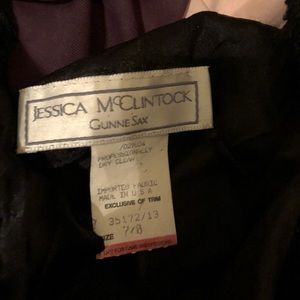 JESSICA McCLINTOCK
GUNNE SAX
PROFESSIONALLY
DRY CLEAN
IMPORTED FABRIC
MADE IN U S A
EXCLUSIVE OF TRIM
35172/13
SIZE 7/8